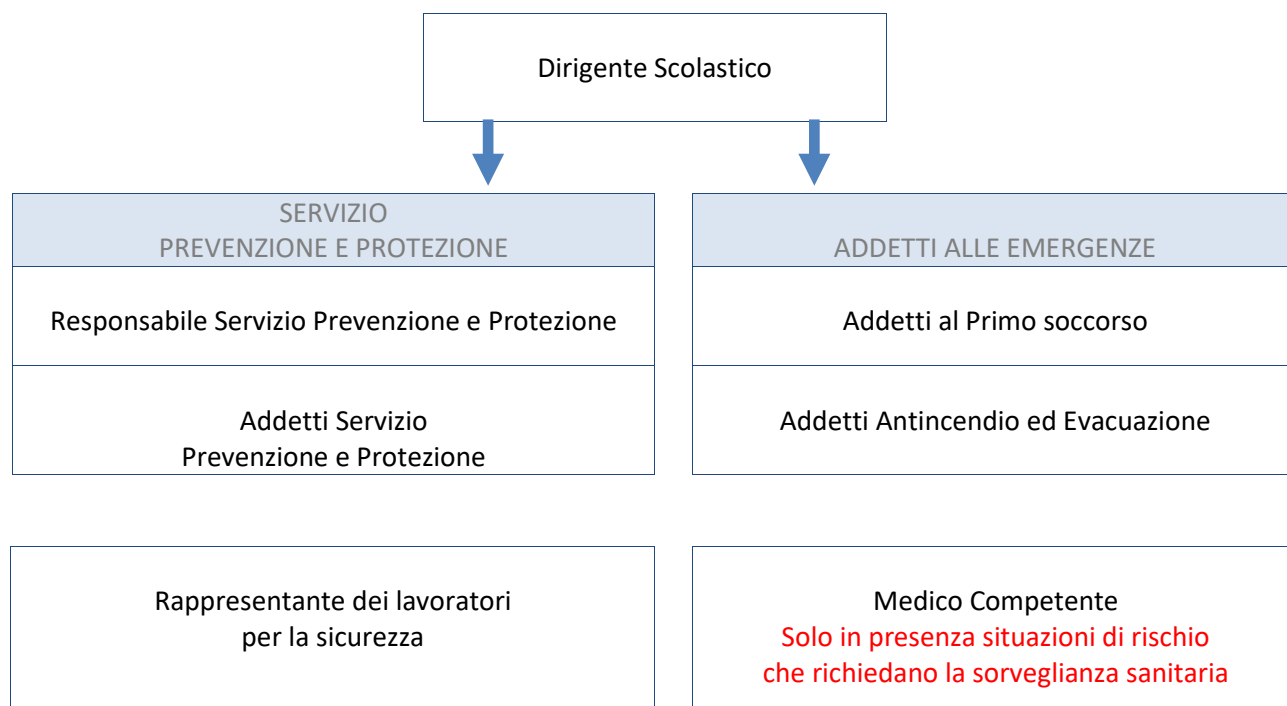 Dirigente Scolastico
SERVIZIO
PREVENZIONE E PROTEZIONE
Responsabile Servizio Prevenzione e Protezione
Addetti Servizio
Prevenzione e Protezione
ADDETTI ALLE EMERGENZE
Addetti al Primo soccorso
Addetti Antincendio ed Evacuazione
Rappresentante dei lavoratori
per la sicurezza
Medico Competente
Solo in presenza situazioni di rischio
che richiedano la sorveglianza sanitaria